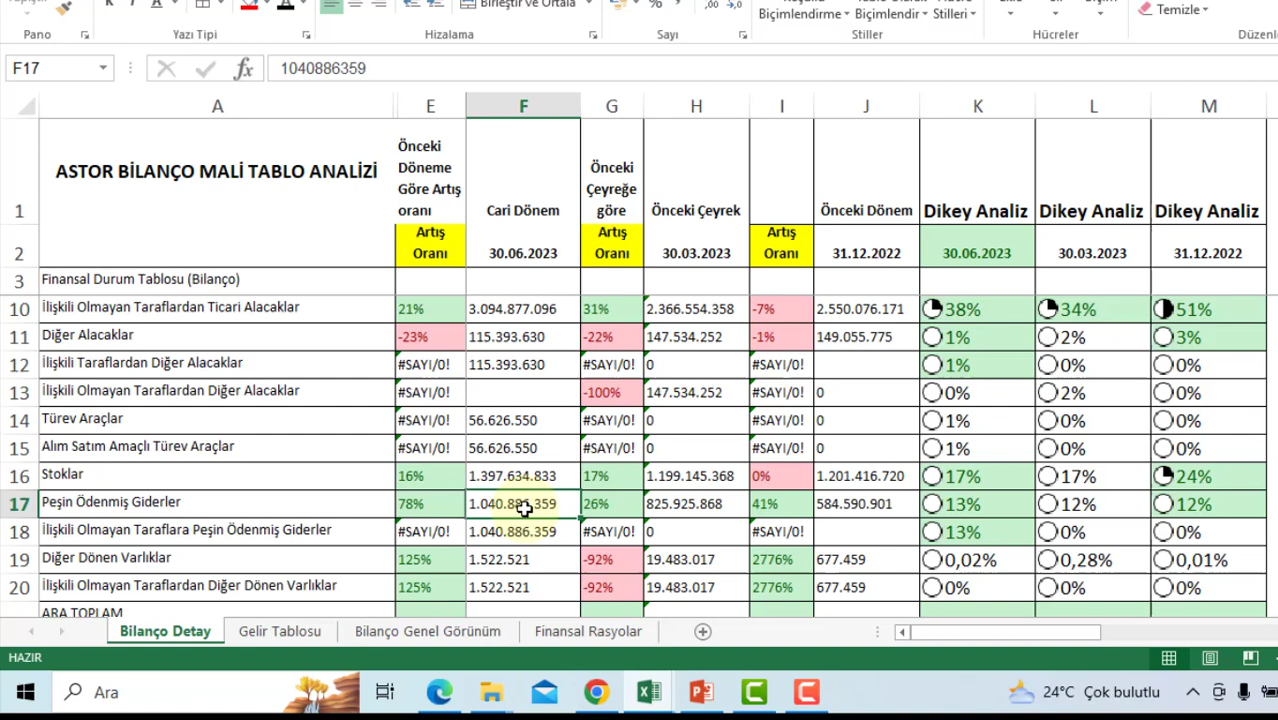 Birleştir ve Ortala
%
Biçimlendirme Biçimlendir Stilleri
Temizle
Pano Yazı Tipi Hizalama Sayı Stiller Hücreler Düzenle
F17 fx 1040886359
A E F G H I J K L M
1 ASTOR BİLANÇO MALİ TABLO ANALİZİ Önceki Döneme Göre Artış oranı Cari Dönem Önceki Çeyreğe göre Önceki Çeyrek Önceki Dönem Dikey Analiz Dikey Analiz Dikey Analiz
2 Artış Oranı 30.06.2023 Artış Oranı 30.03.2023 Artış Oranı 31.12.2022 30.06.2023 30.03.2023 31.12.2022
3 Finansal Durum Tablosu (Bilanço)
10 İlişkili Olmayan Taraflardan Ticari Alacaklar 21% 3.094.877.096 31% 2.366.554.358 -7% 2.550.076.171 38% 34% 51%
11 Diğer Alacaklar -23% 115.393.630 -22% 147.534.252 -1% 149.055.775 1% 2% 3%
12 İlişkili Taraflardan Diğer Alacaklar #SAYI/0! 115.393.630 #SAYI/0! 0 #SAYI/0! 1% 0% 0%
13 İlişkili Olmayan Taraflardan Diğer Alacaklar #SAYI/0! -100% 147.534.252 #SAYI/0! 0 0% 2% 0%
14 Türev Araçlar #SAYI/0! 56.626.550 #SAYI/0! 0 #SAYI/0! 0 1% 0% 0%
15 Alım Satım Amaçlı Türev Araçlar #SAYI/0! 56.626.550 #SAYI/0! 0 #SAYI/0! 0 1% 0% 0%
16 Stoklar 16% 1.397.634.833 17% 1.199.145.368 0% 1.201.416.720 17% 17% 24%
17 Peşin Ödenmiş Giderler 78% 1.040.886.359 26% 825.925.868 41% 584.590.901 13% 12% 12%
18 İlişkili Olmayan Taraflara Peşin Ödenmiş Giderler #SAYI/0! 1.040.886.359 #SAYI/0! 0 #SAYI/0! 13% 0% 0%
19 Diğer Dönen Varlıklar 125% 1.522.521 -92% 19.483.017 2776% 677.459 0,02% 0,28% 0,01%
20 İlişkili Olmayan Taraflardan Diğer Dönen Varlıklar 125% 1.522.521 -92% 19.483.017 2776% 677.459 0% 0% 0%
ARA TOPLAM
Bilanço Detay Gelir Tablosu Bilanço Genel Görünüm Finansal Rasyolar
HAZIR
Ara 24°C Çok bulutlu